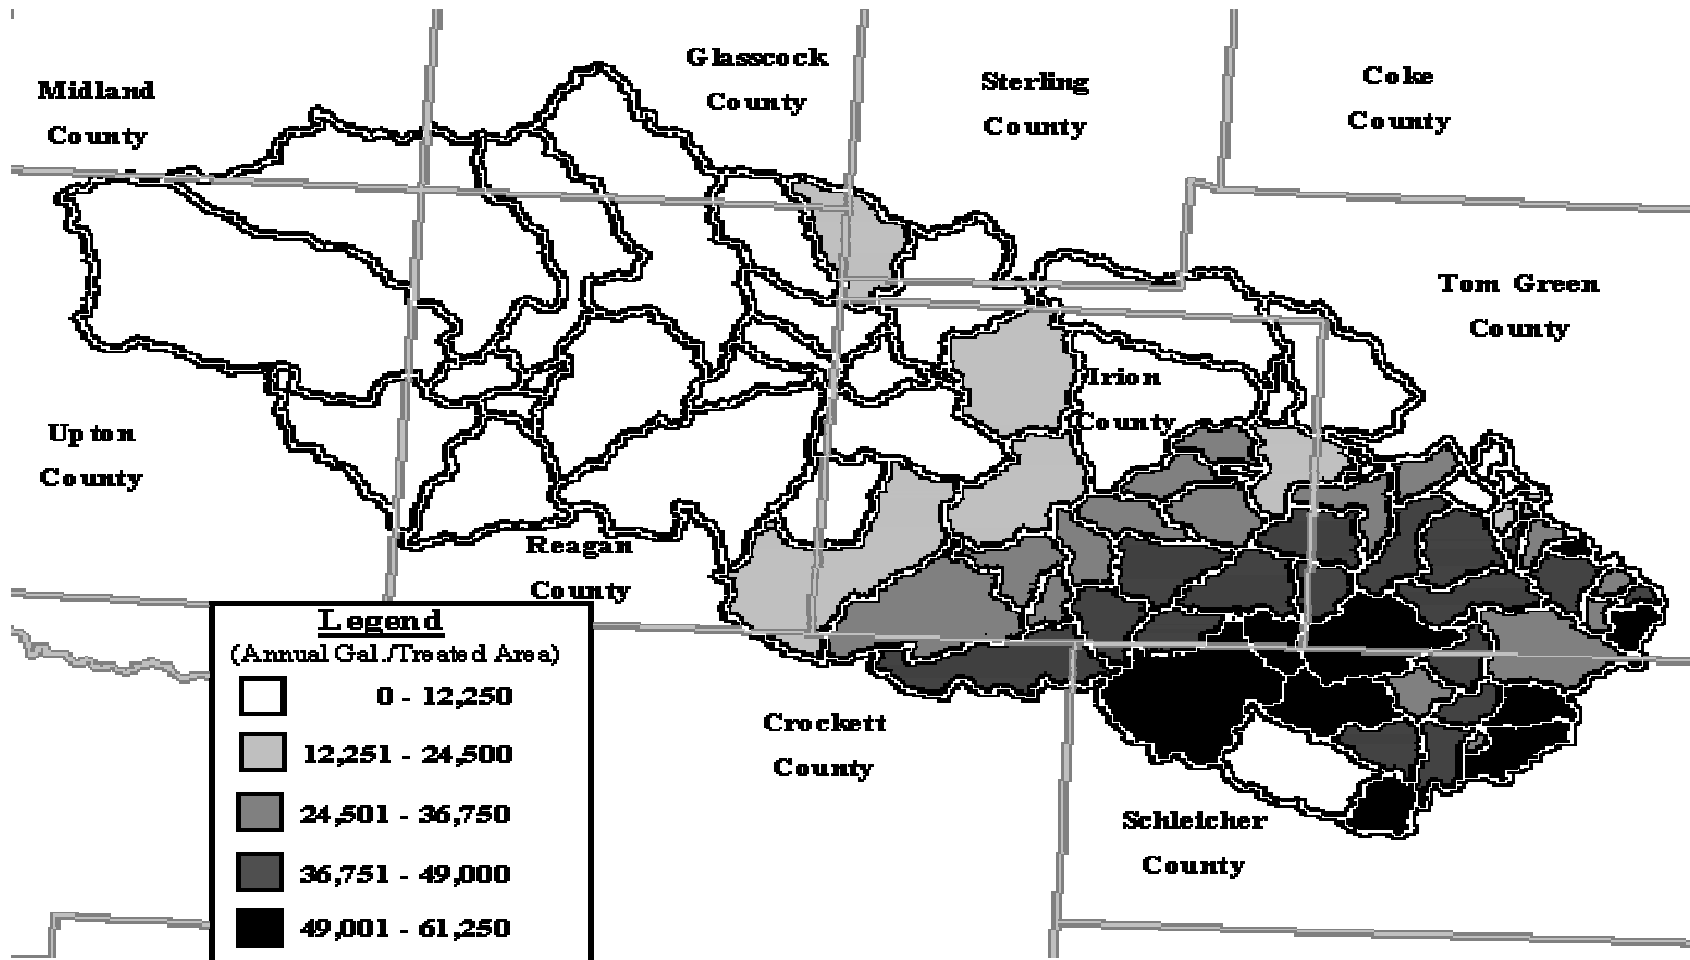 Midland
County
Glasscock
County
Sterling
County
Coke
County
Tom Green
County
Irion
County
Upton
County
Reagan
County
Crockett
County
Schleicher
County
Legend
(Annual Gal./Treated Area)
0 - 12,250
12,251 - 24,500
24,501 - 36,750
36,751 - 49,000
49,001 - 61,250